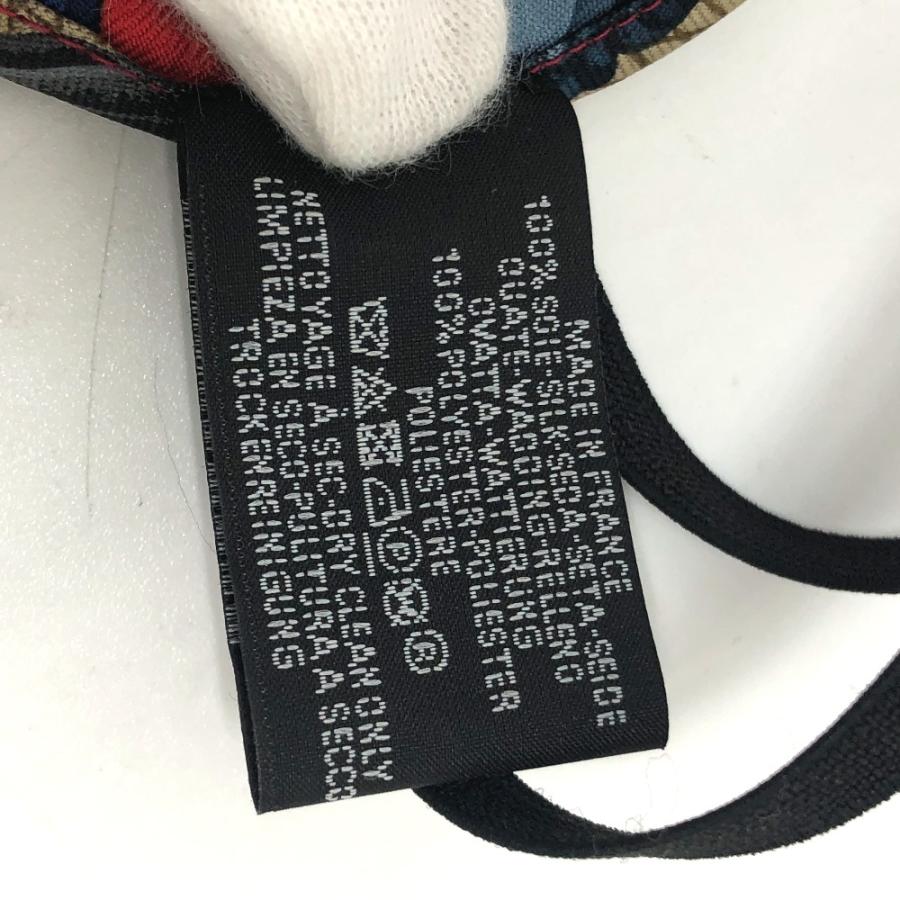 MADE IN FRANCE
100% SOIE-SILK-SEDA-SETA-SEIDE
OUATE-WADDING-RELLENO
OVATTA-WATTIERUNG
100% POLYESTER-POLIESTER
POLIESTERE
P W R
NETTOYAGE À SEC-DRY CLEAN ONLY
LIMPIEZA EN SECO-PULITURA A SECCO
TROCKENREINIGUNG